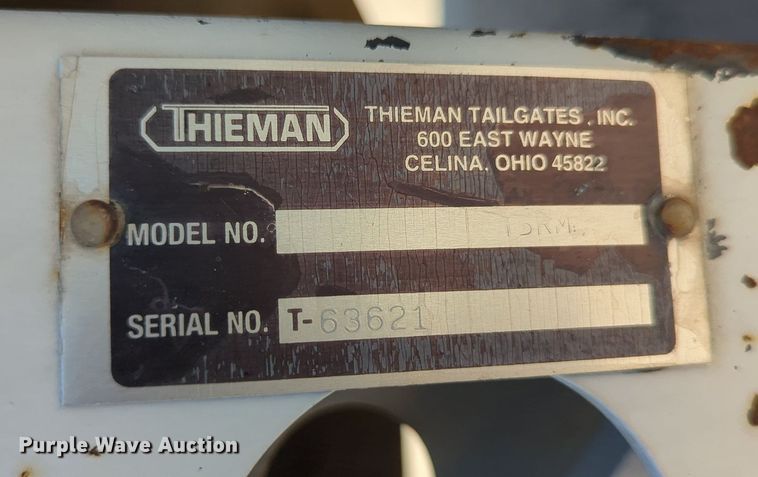 THIEMAN
THIEMAN TAILGATES, INC.
600 EAST WAYNE
CELINA, OHIO 45822
MODEL NO.
SERIAL NO. T-63621
Purple Wave Auction